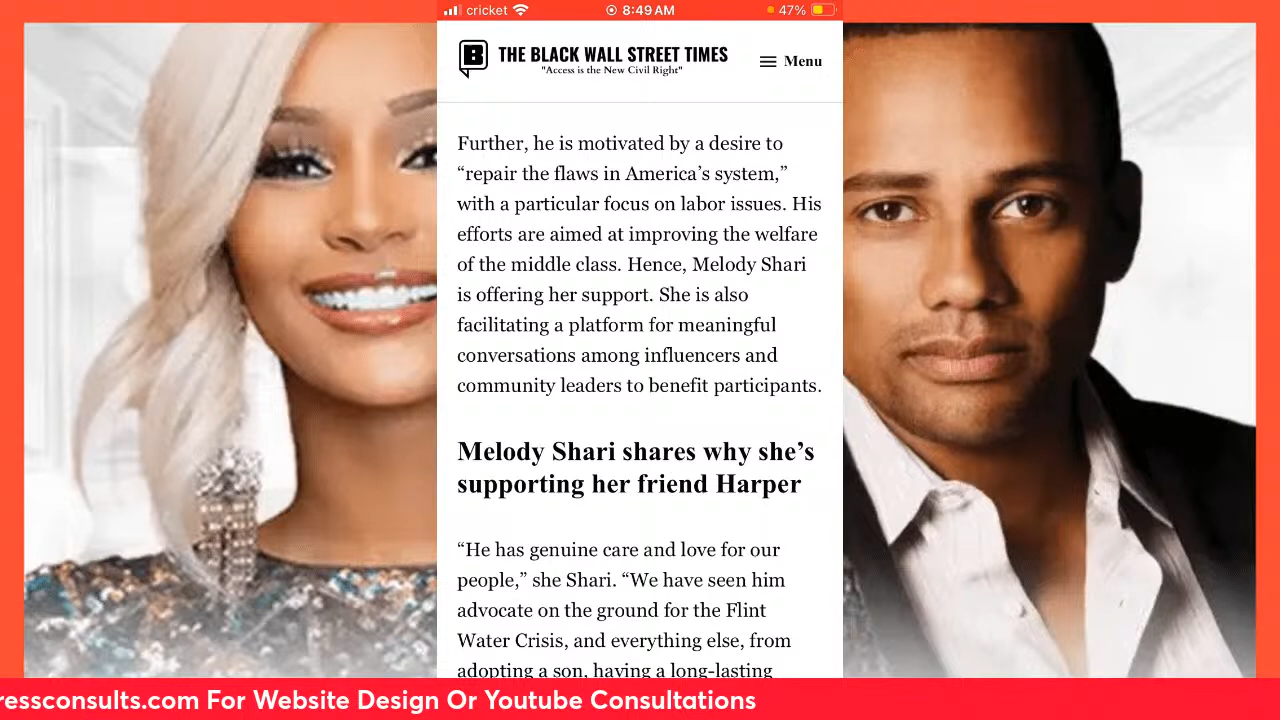 cricket 8:49 AM 47%
B THE BLACK WALL STREET TIMES
"Access is the New Civil Right"
Menu
Further, he is motivated by a desire to
“repair the flaws in America’s system,”
with a particular focus on labor issues. His
efforts are aimed at improving the welfare
of the middle class. Hence, Melody Shari
is offering her support. She is also
facilitating a platform for meaningful
conversations among influencers and
community leaders to benefit participants.
Melody Shari shares why she’s
supporting her friend Harper
“He has genuine care and love for our
people,” she Shari. “We have seen him
advocate on the ground for the Flint
Water Crisis, and everything else, from
adopting a son, having a long-lasting
ressconsults.com For Website Design Or Youtube Consultations